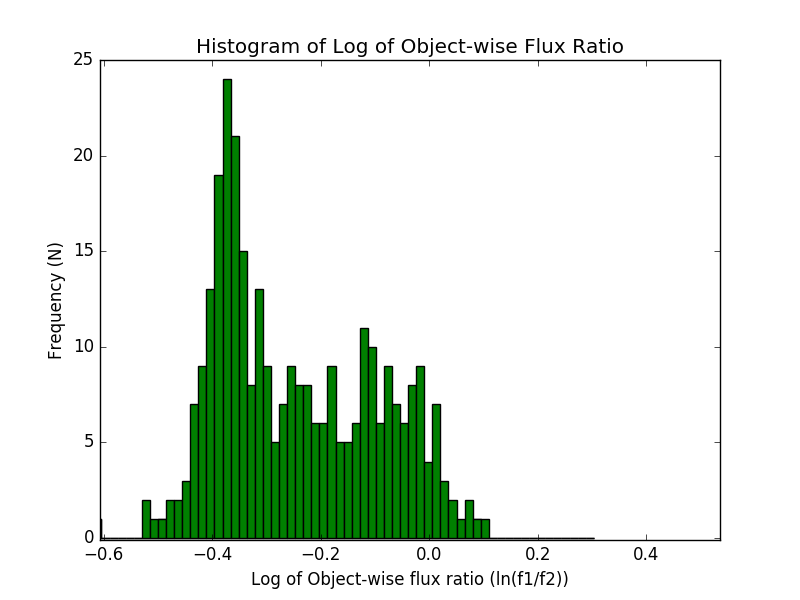 Histogram of Log of Object-wise Flux Ratio
25
20
15
10
5
0
Frequency (N)
−0.6 −0.4 −0.2 0.0 0.2 0.4
Log of Object-wise flux ratio (ln(f1/f2))